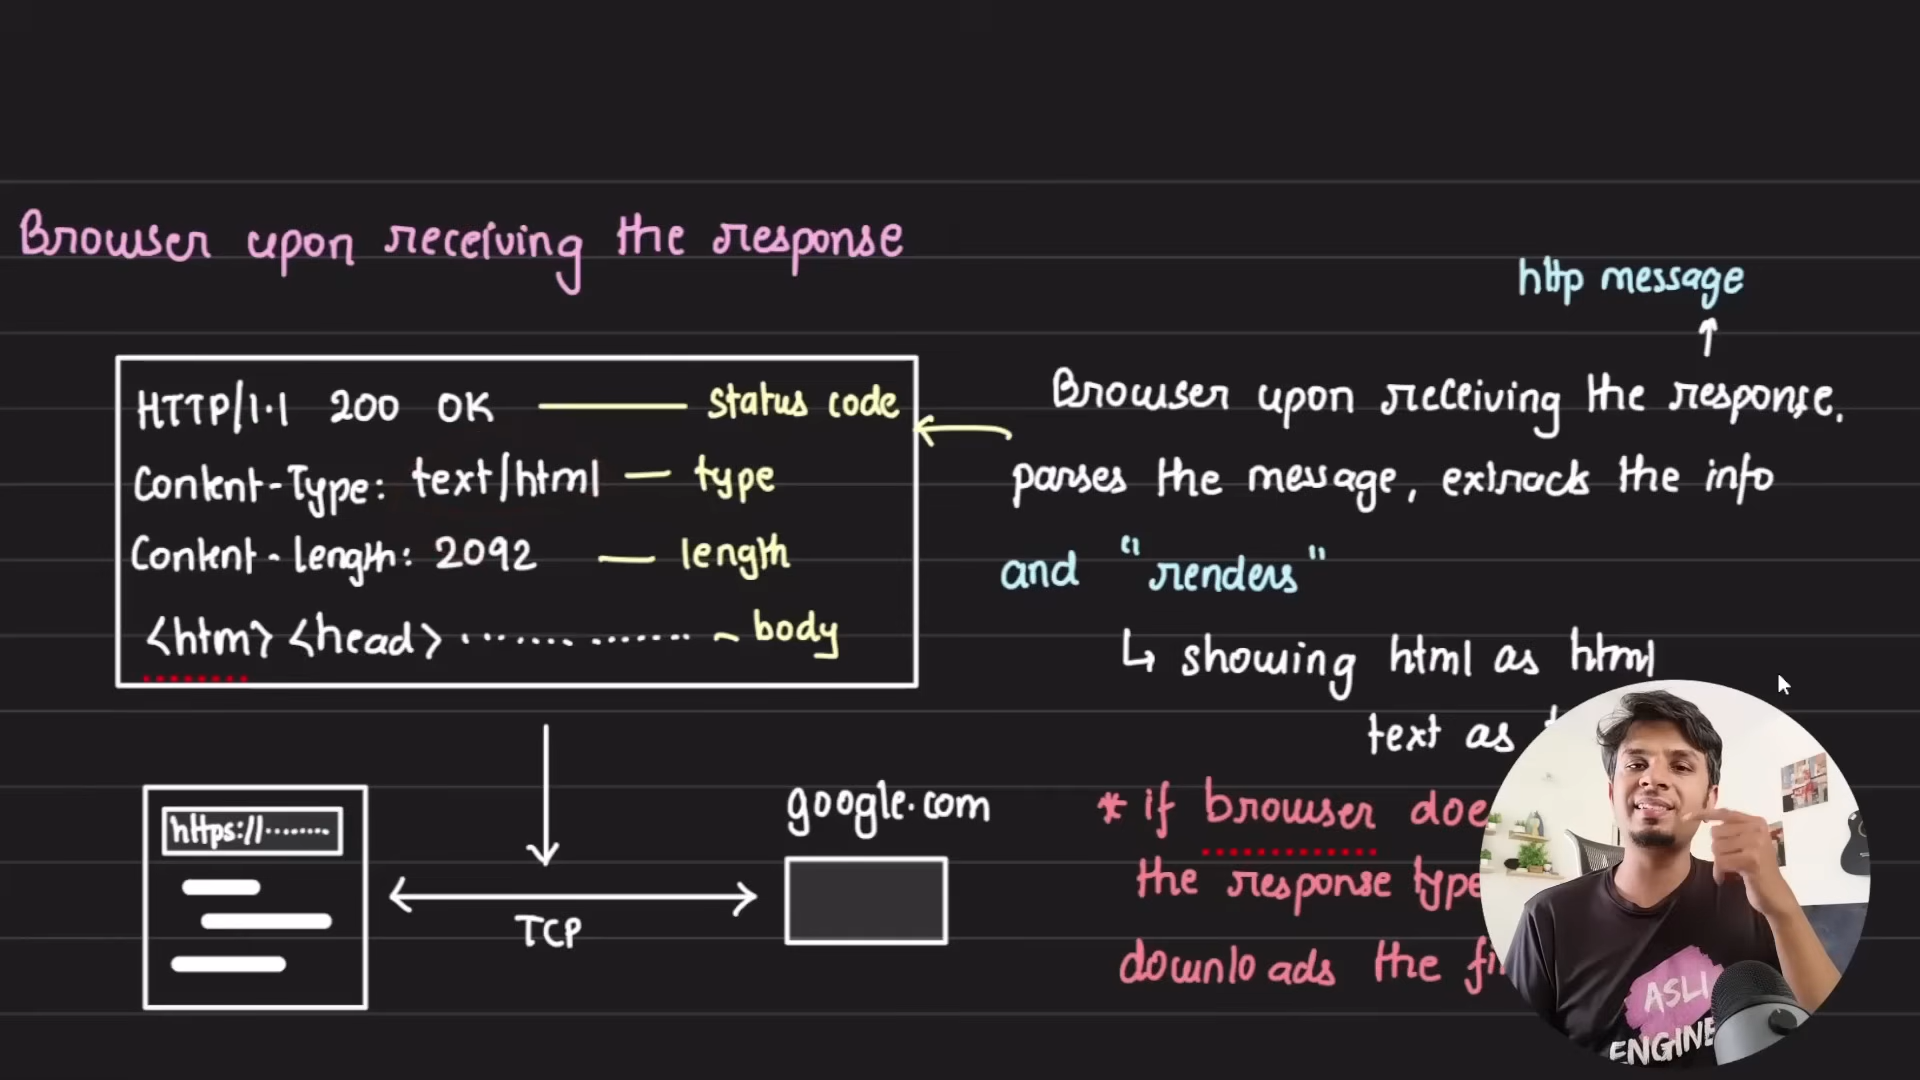 Browser upon receiving the response
http message
HTTP/1.1 200 OK — status code
Content-Type: text/html — type
Content-length: 2092 — length
<html> <head> ............. ~ body
Browser upon receiving the response.
parses the message, extracts the info
and "renders"
↳ showing html as html
text as
* if browser
the response type
downloads the
https://........
TCP
google.com
ASLI